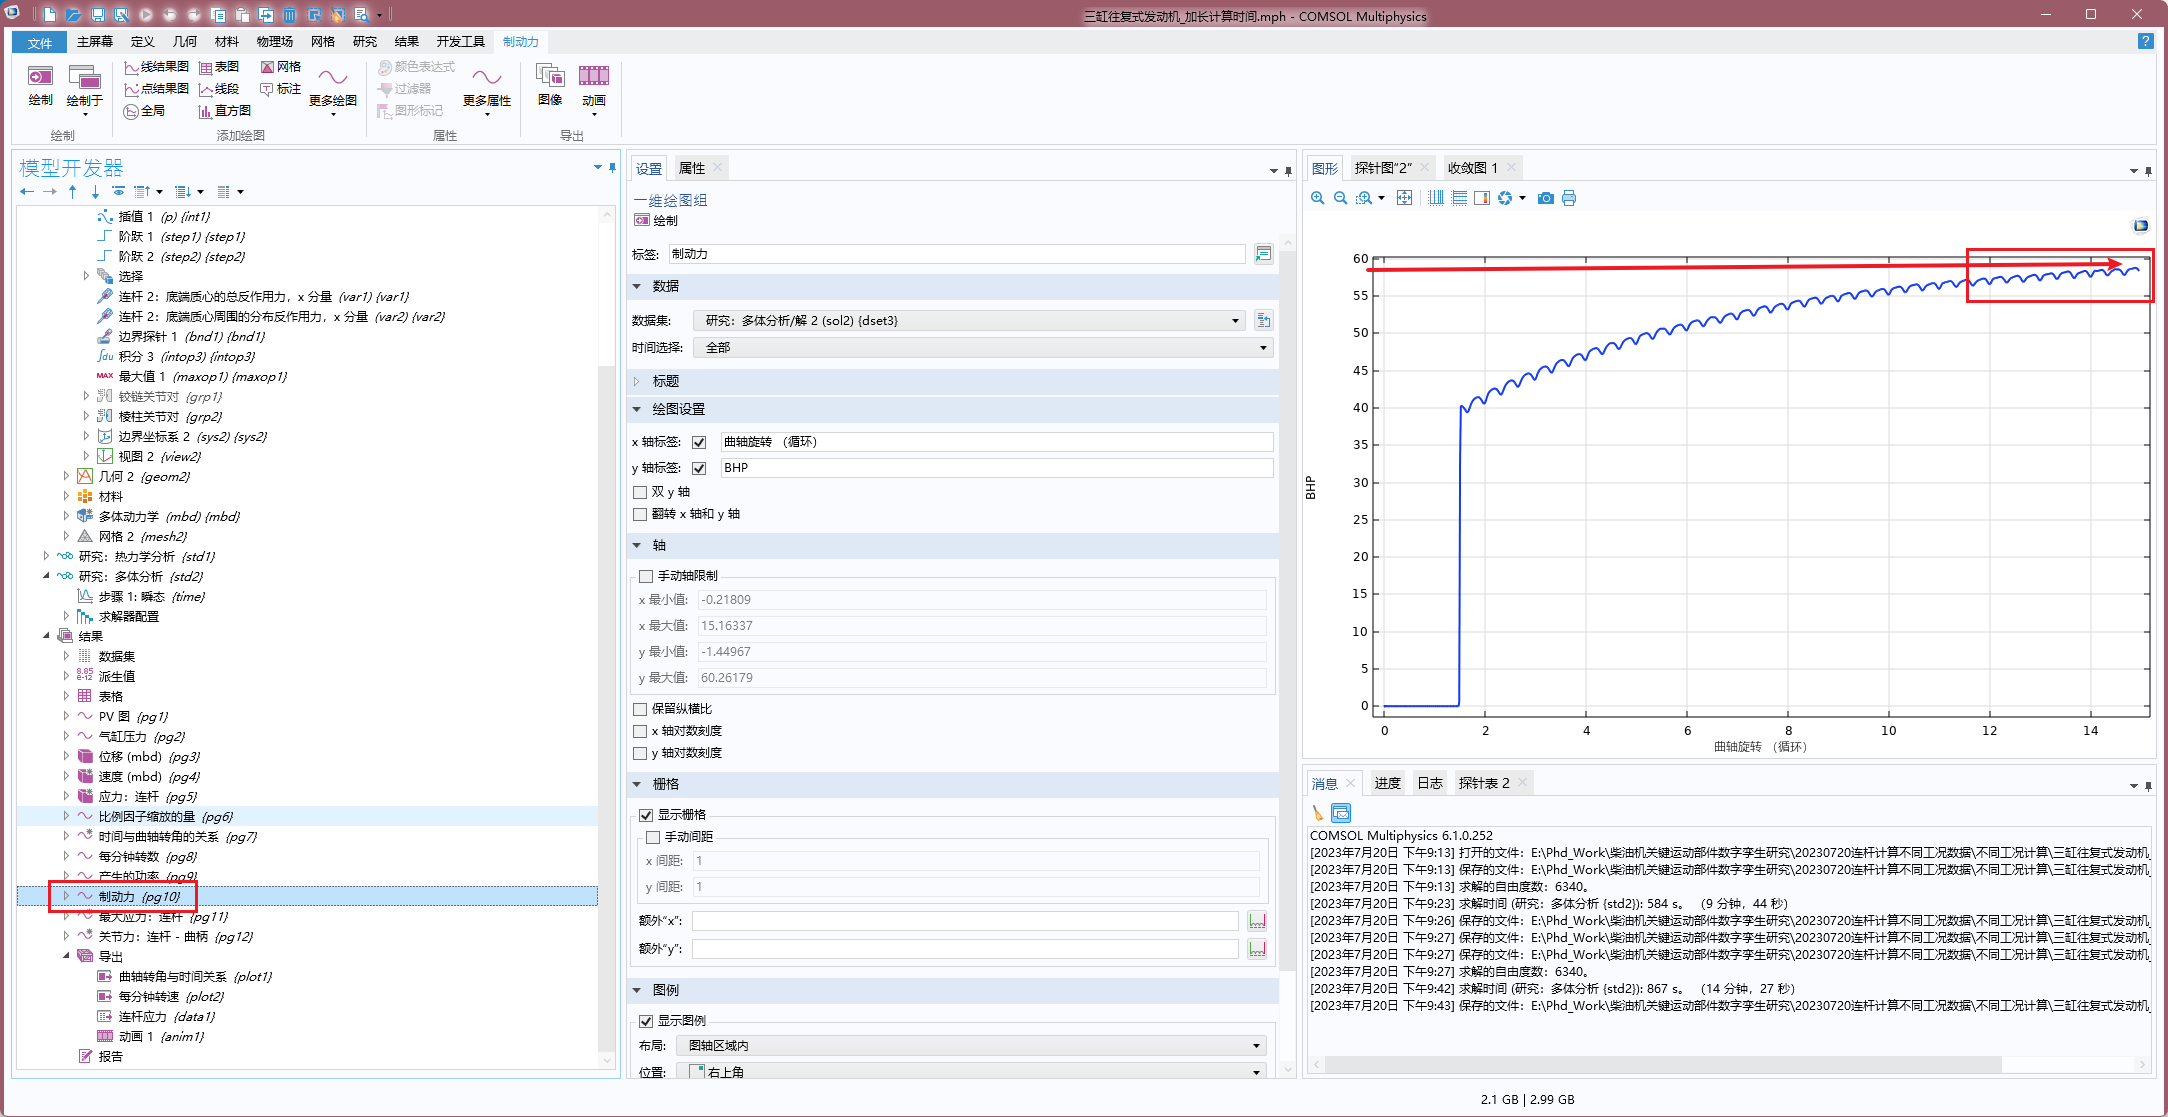 三缸往复式发动机_加长计算时间.mph - COMSOL Multiphysics
文件 主屏幕 定义 几何 材料 物理场 网格 研究 结果 开发工具 制动力 ?
绘制
绘制于
线结果图
点结果图
全局
表图
线段
直方图
网格
标注
更多绘图
颜色表达式
过滤器
图形标记
更多属性
图像
动画
绘制 添加绘图 属性 导出
模型开发器
插值 1 (p) {int1}
阶跃 1 (step1) {step1}
阶跃 2 (step2) {step2}
选择
连杆 2：底端质心的总反作用力，x 分量 (var1) {var1}
连杆 2：底端质心周围的分布反作用力，x 分量 (var2) {var2}
边界探针 1 (bnd1) {bnd1}
∫du 积分 3 (intop3) {intop3}
MAX 最大值 1 (maxop1) {maxop1}
铰链关节对 {grp1}
棱柱关节对 {grp2}
边界坐标系 2 (sys2) {sys2}
视图 2 {view2}
几何 2 {geom2}
材料
多体动力学 (mbd) {mbd}
网格 2 {mesh2}
研究：热力学分析 {std1}
研究：多体分析 {std2}
步骤 1: 瞬态 {time}
求解器配置
结果
数据集
8.85
e-12 派生值
表格
PV 图 {pg1}
气缸压力 {pg2}
位移 (mbd) {pg3}
速度 (mbd) {pg4}
应力：连杆 {pg5}
比例因子缩放的量 {pg6}
时间与曲轴转角的关系 {pg7}
每分钟转数 {pg8}
产生的功率 {pg9}
制动力 {pg10}
最大应力：连杆 {pg11}
关节力：连杆 - 曲柄 {pg12}
导出
曲轴转角与时间关系 {plot1}
每分钟转速 {plot2}
连杆应力 {data1}
动画 1 {anim1}
报告
设置 属性
一维绘图组
绘制
标签: 制动力
数据
数据集: 研究：多体分析/解 2 (sol2) {dset3}
时间选择: 全部
标题
绘图设置
x 轴标签: 曲轴旋转 （循环）
y 轴标签: BHP
双 y 轴
翻转 x 轴和 y 轴
轴
手动轴限制
x 最小值: -0.21809
x 最大值: 15.16337
y 最小值: -1.44967
y 最大值: 60.26179
保留纵横比
x 轴对数刻度
y 轴对数刻度
栅格
显示栅格
手动间距
x 间距: 1
y 间距: 1
额外“x”:
额外“y”:
图例
显示图例
布局: 图轴区域内
位置: 右上角
图形 探针图“2” 收敛图 1
60
55
50
45
40
35
30
25
20
15
10
5
0
BHP
0 2 4 6 8 10 12 14
曲轴旋转 （循环）
消息 进度 日志 探针表 2
COMSOL Multiphysics 6.1.0.252
[2023年7月20日 下午9:13] 打开的文件：E:\Phd_Work\柴油机关键运动部件数字孪生研究\20230720连杆计算不同工况数据\不同工况计算\三缸往复式发动机_
[2023年7月20日 下午9:13] 保存的文件：E:\Phd_Work\柴油机关键运动部件数字孪生研究\20230720连杆计算不同工况数据\不同工况计算\三缸往复式发动机_
[2023年7月20日 下午9:13] 求解的自由度数：6340。
[2023年7月20日 下午9:23] 求解时间 (研究：多体分析 {std2}): 584 s。 （9 分钟，44 秒）
[2023年7月20日 下午9:26] 保存的文件：E:\Phd_Work\柴油机关键运动部件数字孪生研究\20230720连杆计算不同工况数据\不同工况计算\三缸往复式发动机_
[2023年7月20日 下午9:27] 保存的文件：E:\Phd_Work\柴油机关键运动部件数字孪生研究\20230720连杆计算不同工况数据\不同工况计算\三缸往复式发动机_
[2023年7月20日 下午9:27] 保存的文件：E:\Phd_Work\柴油机关键运动部件数字孪生研究\20230720连杆计算不同工况数据\不同工况计算\三缸往复式发动机_
[2023年7月20日 下午9:27] 求解的自由度数：6340。
[2023年7月20日 下午9:42] 求解时间 (研究：多体分析 {std2}): 867 s。 （14 分钟，27 秒）
[2023年7月20日 下午9:43] 保存的文件：E:\Phd_Work\柴油机关键运动部件数字孪生研究\20230720连杆计算不同工况数据\不同工况计算\三缸往复式发动机_
2.1 GB | 2.99 GB